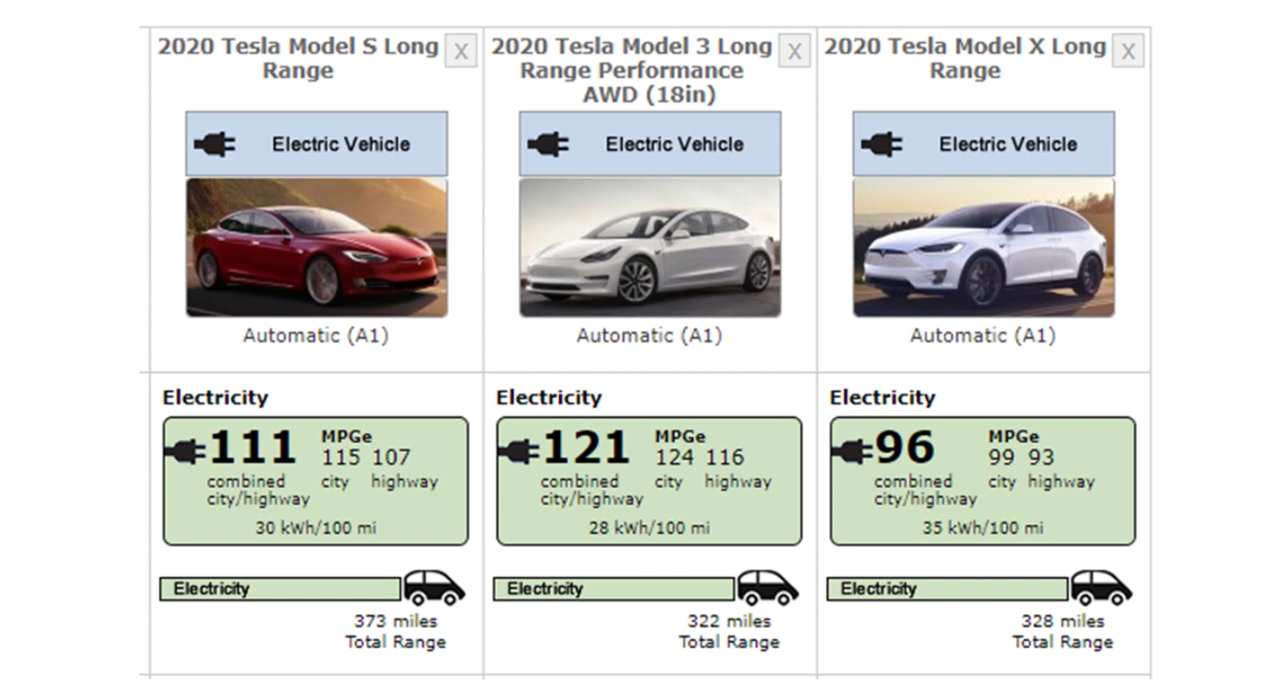 2020 Tesla Model S Long
Range
X
Electric Vehicle
Automatic (A1)
2020 Tesla Model 3 Long
Range Performance
AWD (18in)
X
Electric Vehicle
Automatic (A1)
2020 Tesla Model X Long
Range
X
Electric Vehicle
Automatic (A1)
Electricity
111
combined
city/highway
MPGe
115 107
city highway
30 kWh/100 mi
Electricity
373 miles
Total Range
Electricity
121
combined
city/highway
MPGe
124 116
city highway
28 kWh/100 mi
Electricity
322 miles
Total Range
Electricity
96
combined
city/highway
MPGe
99 93
city highway
35 kWh/100 mi
Electricity
328 miles
Total Range